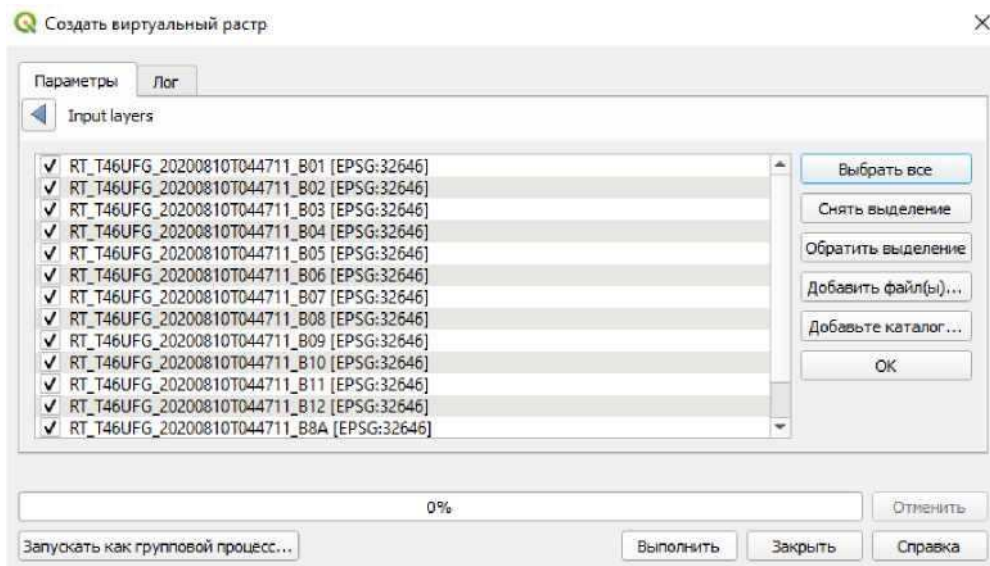 Создать виртуальный растр
Параметры
Лог
Input layers
RT_T46UFG_20200810T044711_B01 [EPSG:32646]
RT_T46UFG_20200810T044711_B02 [EPSG:32646]
RT_T46UFG_20200810T044711_B03 [EPSG:32646]
RT_T46UFG_20200810T044711_B04 [EPSG:32646]
RT_T46UFG_20200810T044711_B05 [EPSG:32646]
RT_T46UFG_20200810T044711_B06 [EPSG:32646]
RT_T46UFG_20200810T044711_B07 [EPSG:32646]
RT_T46UFG_20200810T044711_B08 [EPSG:32646]
RT_T46UFG_20200810T044711_B09 [EPSG:32646]
RT_T46UFG_20200810T044711_B10 [EPSG:32646]
RT_T46UFG_20200810T044711_B11 [EPSG:32646]
RT_T46UFG_20200810T044711_B12 [EPSG:32646]
RT_T46UFG_20200810T044711_B8A [EPSG:32646]
Выбрать все
Снять выделение
Обратить выделение
Добавить файл(ы)...
Добавьте каталог...
OK
0%
Отменить
Запускать как групповой процесс...
Выполнить
Закрыть
Справка